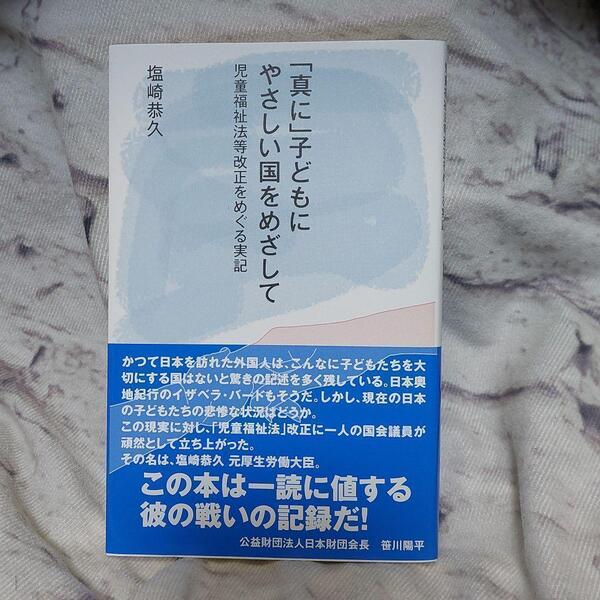 「真に」子どもに
やさしい国をめざして
児童福祉法等改正をめぐる実記
塩崎恭久
かつて日本を訪れた外国人は、こんなに子どもたちを大
切にする国はないと驚きの記述を多く残している。日本奥
地紀行のイザベラ・バードもそうだ。しかし、現在の日本
の子どもたちの悲惨な状況はどうか。
この現実に対し、「児童福祉法」改正に一人の国会議員が
頑然として立ち上がった。
その名は、塩崎恭久 元厚生労働大臣。
この本は一読に値する
彼の戦いの記録だ!
公益財団法人日本財団会長 笹川陽平